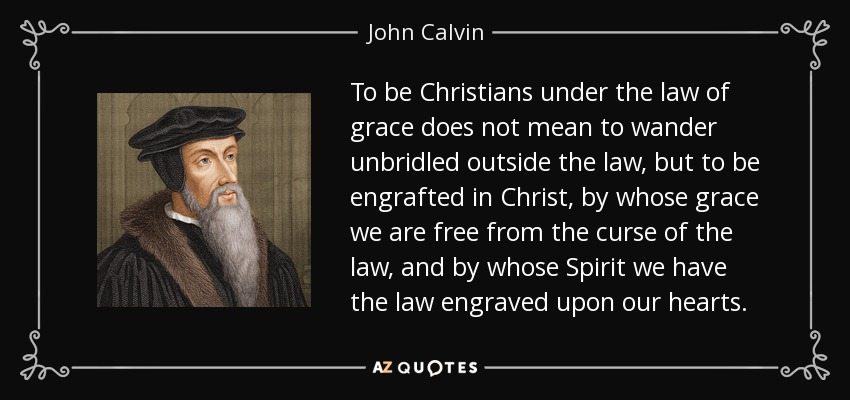 John Calvin
To be Christians under the law of
grace does not mean to wander
unbridled outside the law, but to be
engrafted in Christ, by whose grace
we are free from the curse of the
law, and by whose Spirit we have
the law engraved upon our hearts.
AZ QUOTES